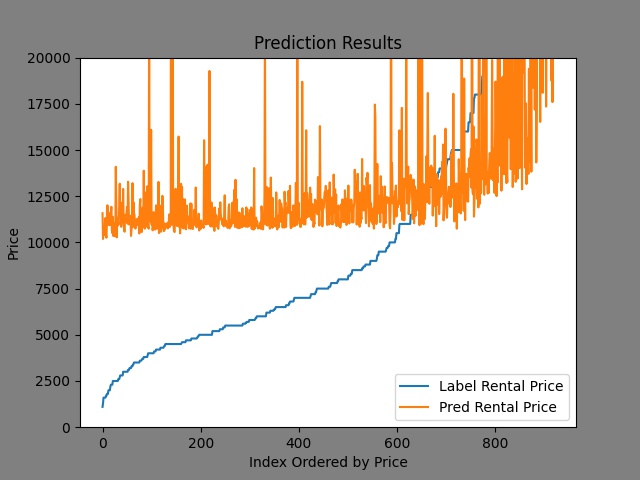 Prediction Results
20000
17500
15000
12500
10000
7500
5000
2500
0
Price
0 200 400 600 800
Index Ordered by Price
Label Rental Price
Pred Rental Price